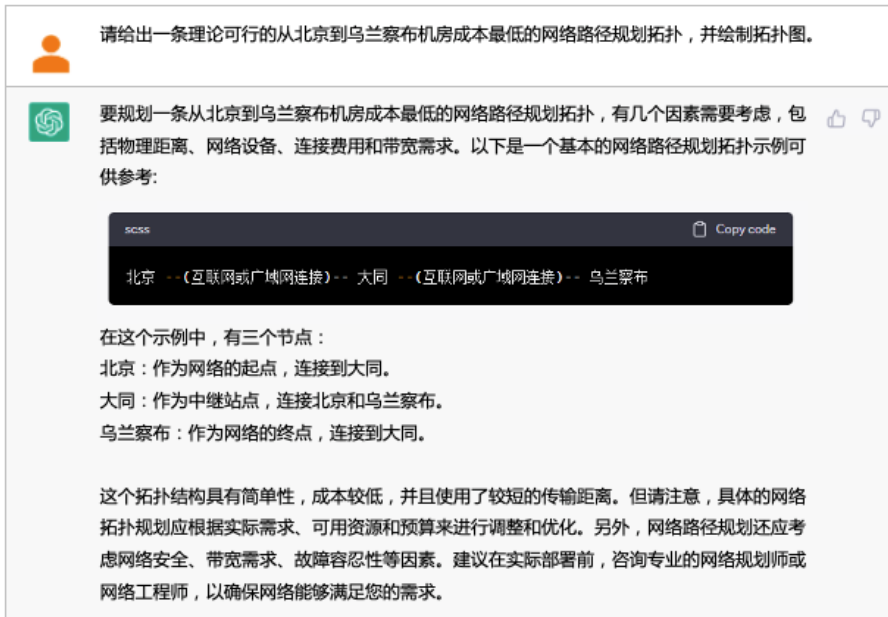 请给出一条理论可行的从北京到乌兰察布机房成本最低的网络路径规划拓扑，并绘制拓扑图。
要规划一条从北京到乌兰察布机房成本最低的网络路径规划拓扑，有几个因素需要考虑，包
括物理距离、网络设备、连接费用和带宽需求。以下是一个基本的网络路径规划拓扑示例可
供参考:
scss
Copy code
北京 --(互联网或广域网连接)-- 大同 --(互联网或广域网连接)-- 乌兰察布
在这个示例中，有三个节点：
北京：作为网络的起点，连接到大同。
大同：作为中继站点，连接北京和乌兰察布。
乌兰察布：作为网络的终点，连接到大同。
这个拓扑结构具有简单性，成本较低，并且使用了较短的传输距离。但请注意，具体的网络
拓扑规划应根据实际需求、可用资源和预算来进行调整和优化。另外，网络路径规划还应考
虑网络安全、带宽需求、故障容忍性等因素。建议在实际部署前，咨询专业的网络规划师或
网络工程师，以确保网络能够满足您的需求。